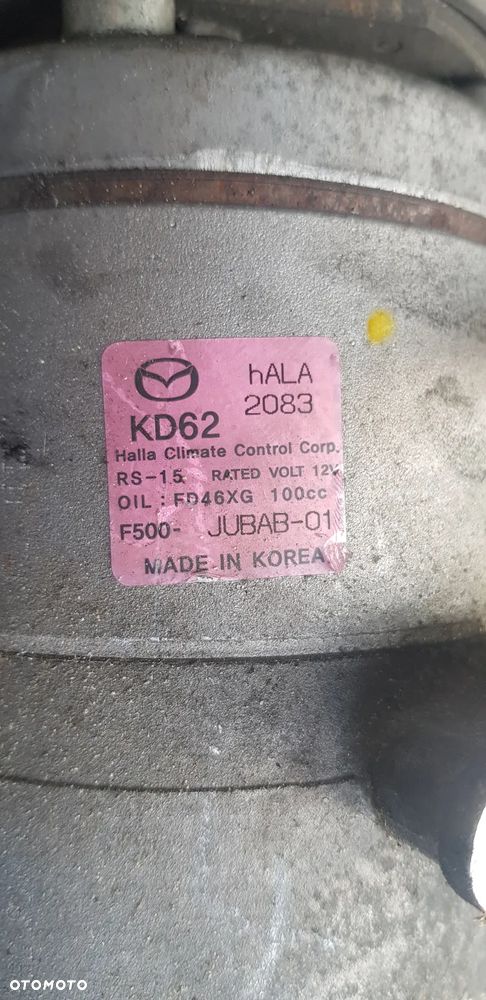 hALA
KD62 2083
Halla Climate Control Corp.
RS-15 RATED VOLT 12V
OIL : FD46XG 100cc
F500- JUBAB-01
MADE IN KOREA
OTOMOTO
OTOMOTO